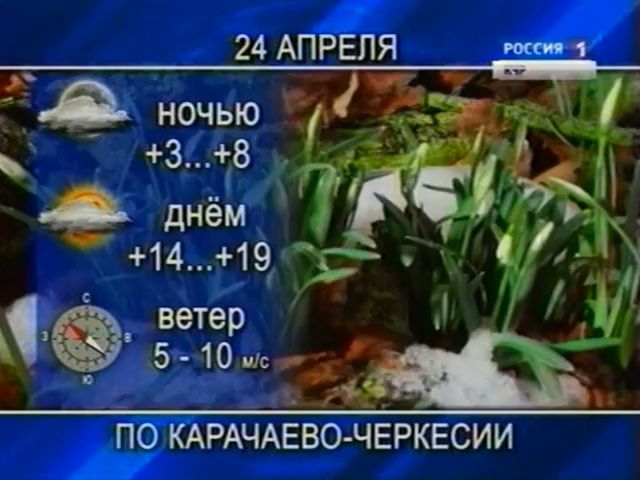 24 АПРЕЛЯ
РОССИЯ 1
ночью
+3...+8
днём
+14...+19
С
З
В
Ю
ветер
5 - 10 м/с
ПО КАРАЧАЕВО-ЧЕРКЕСИИ